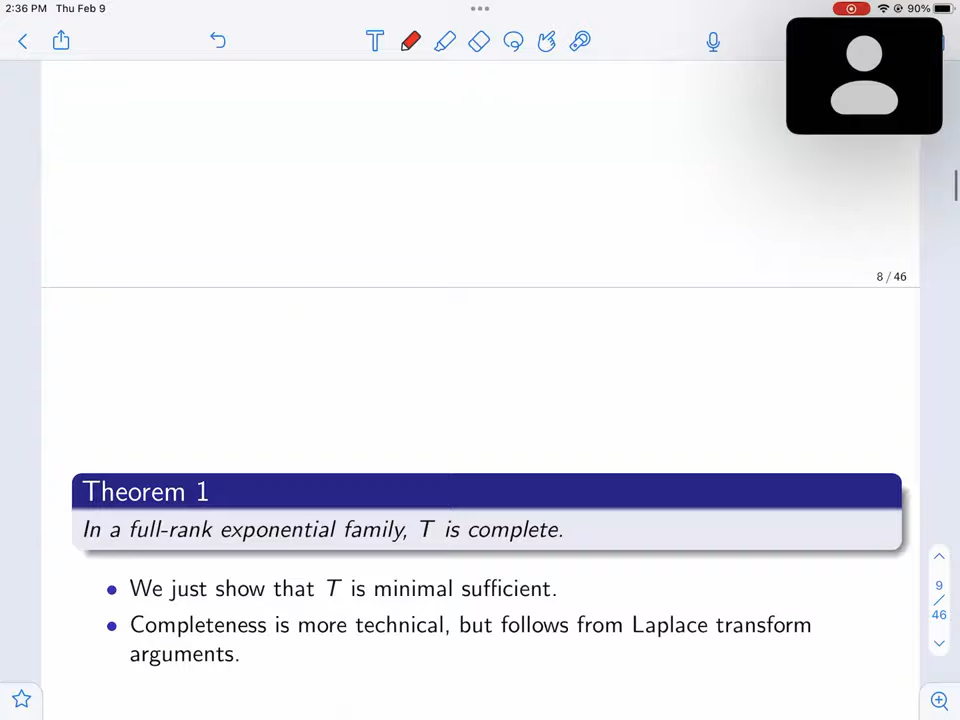 2:36 PM Thu Feb 9
90%
T
8 / 46
Theorem 1
In a full-rank exponential family, T is complete.
• We just show that T is minimal sufficient.
• Completeness is more technical, but follows from Laplace transform
arguments.
9
/
46